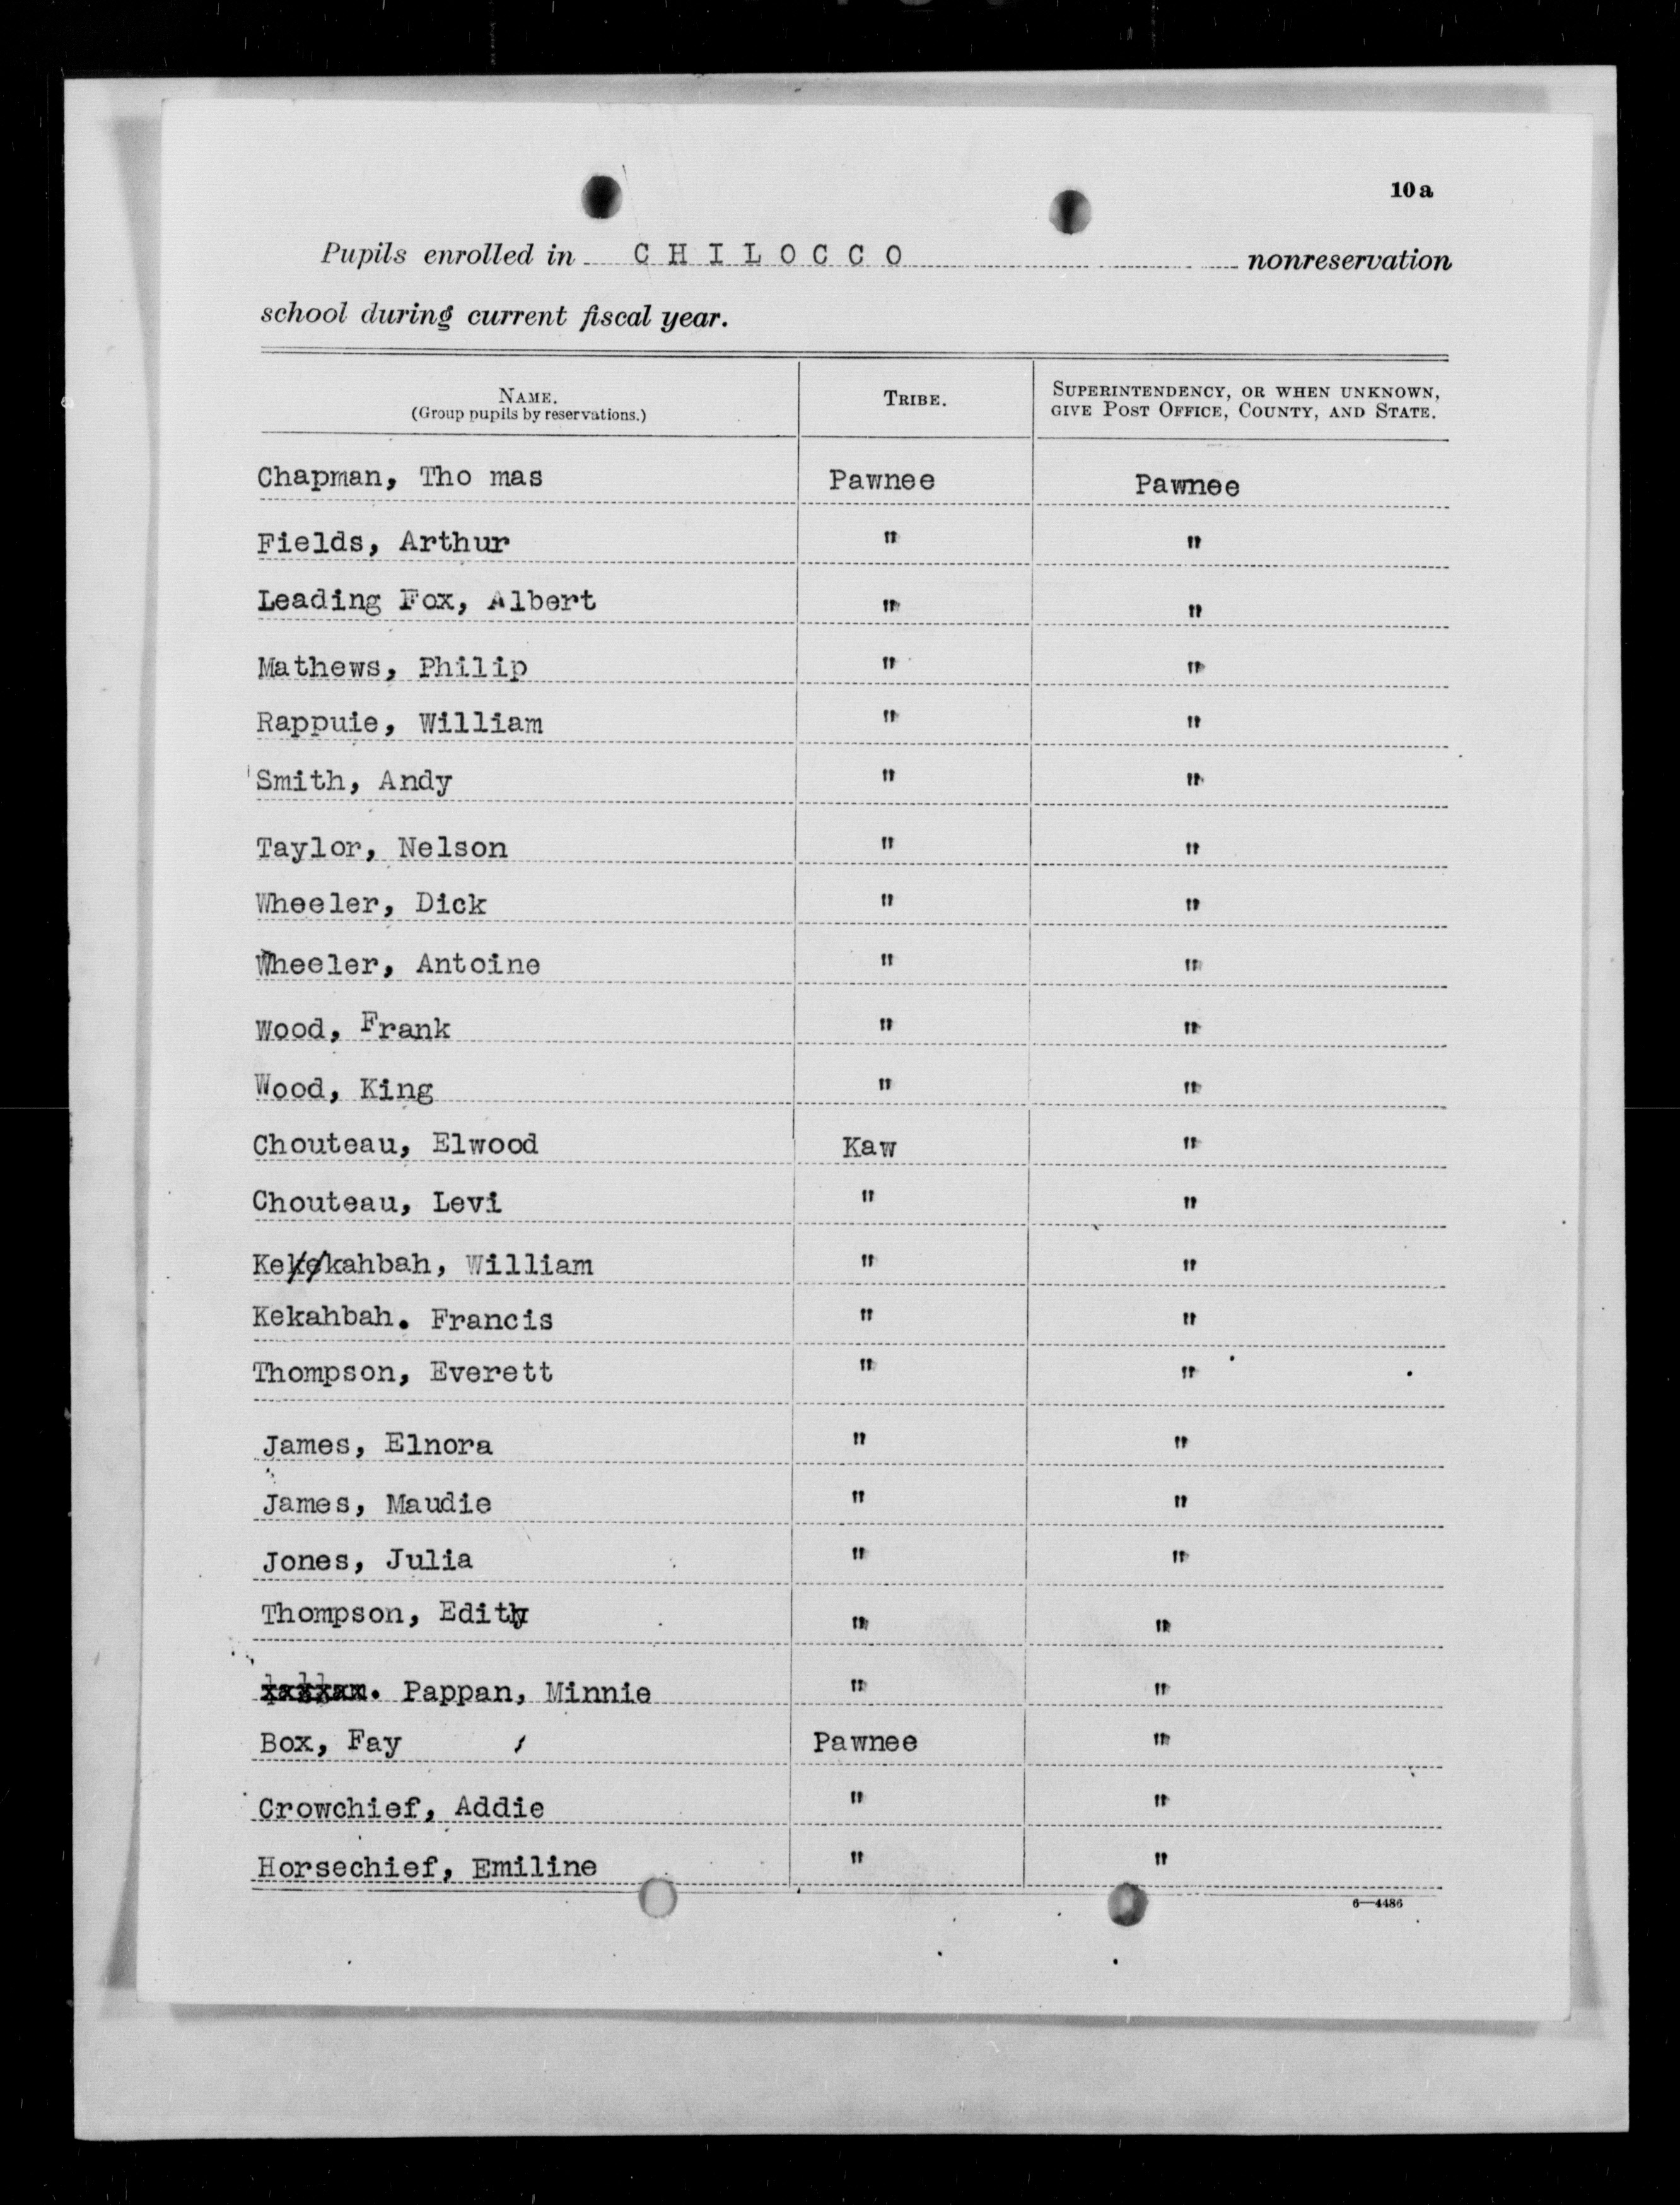 10a
Pupils enrolled in CHILOCCO nonreservation
school during current fiscal year.
NAME. TRIBE. SUPERINTENDENCY, OR WHEN UNKNOWN,
(Group pupils by reservations.) GIVE POST OFFICE, COUNTY, AND STATE.
Chapman, Tho mas Pawnee Pawnee
Fields, Arthur " "
Leading Fox, Albert " "
Mathews, Philip " "
Rappuie, William " "
Smith, Andy " "
Taylor, Nelson " "
Wheeler, Dick " "
Wheeler, Antoine " "
Wood, Frank " "
Wood, King " "
Chouteau, Elwood Kaw "
Chouteau, Levi " "
Kekekahbah, William " "
Kekahbah. Francis " "
Thompson, Everett " "
James, Elnora " "
James, Maudie " "
Jones, Julia " "
Thompson, Edith " "
Pappan, Minnie " "
Box, Fay Pawnee "
Crowchief, Addie " "
Horsechief, Emiline " "
6—4486